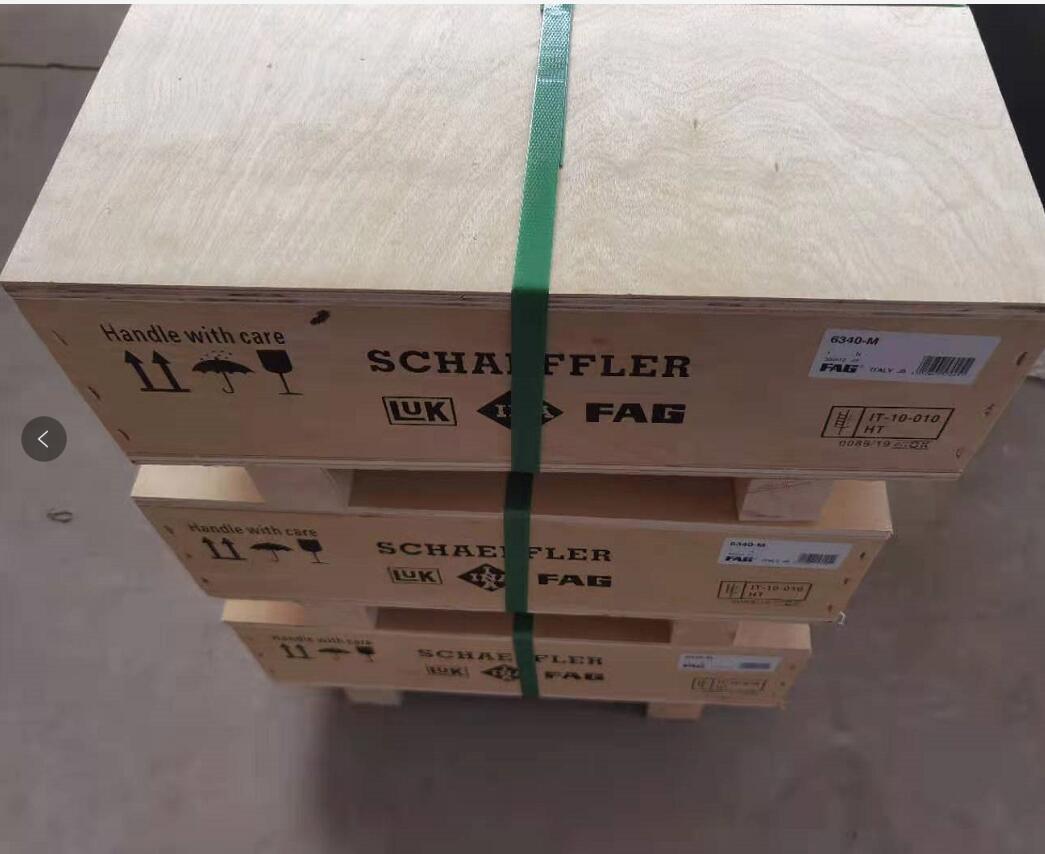 Handle with care
SCHAEFFLER
LUK INA FAG
6340-M
FAG ITALY
IT-10-010
HT
0089/19
Handle with care
SCHAEFFLER
LUK INA FAG
6340-M
FAG ITALY
IT-10-010
HT
Handle with care
SCHAEFFLER
LUK INA FAG